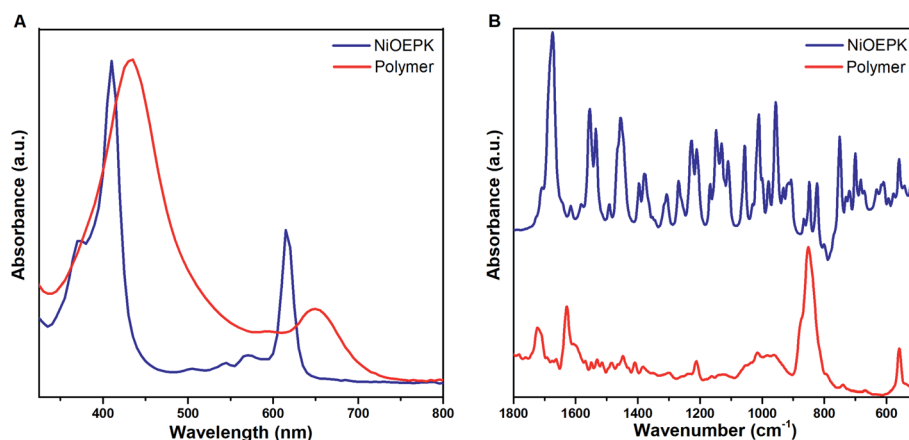 A
NiOEPK
Polymer
Absorbance (a.u.)
400 500 600 700 800
Wavelength (nm)
B
NiOEPK
Polymer
Absorbance (a.u.)
1800 1600 1400 1200 1000 800 600
Wavenumber (cm⁻¹)